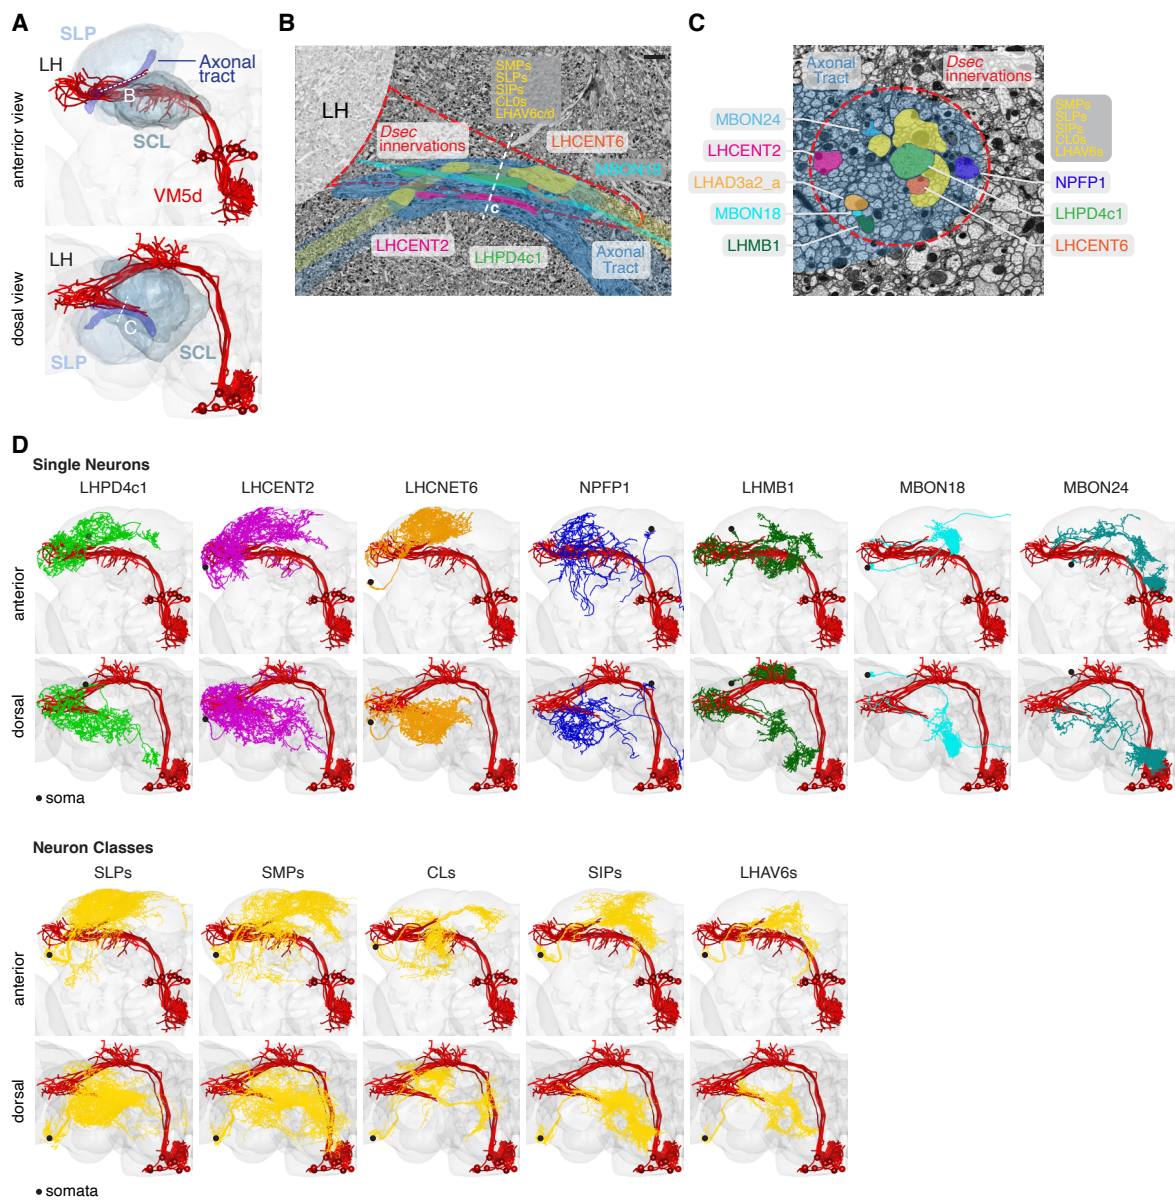 A
SLP
LH
Axonal
tract
B
SCL
VM5d
anterrior view
LH
C
SCL
SLP
dosal view
B
SMPs
SLPs
SIPs
CL0s
LHAV6c/d
LH
Dsec
innervations
LHCENT6
MBON18
c
LHCENT2
LHPD4c1
Axonal
Tract
C
Axonal
Tract
Dsec
innervations
MBON24
LHCENT2
LHAD3a2_a
MBON18
LHMB1
SMPs
SLPs
SIPs
CL0s
LHAV6s
NPFP1
LHPD4c1
LHCENT6
D
Single Neurons
LHPD4c1 LHCENT2 LHCNET6 NPFP1 LHMB1 MBON18 MBON24
anterior
dorsal
soma
Neuron Classes
SLPs SMPs CLs SIPs LHAV6s
anterior
dorsal
somata